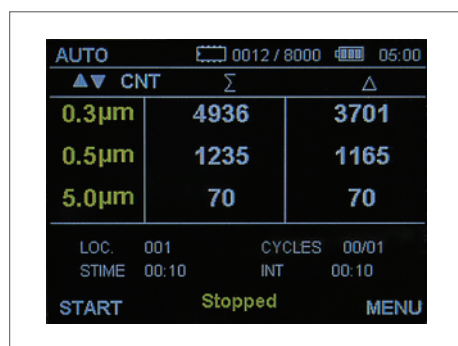 AUTO 0012 / 8000 05:00
▲▼ CNT Σ Δ
0.3µm 4936 3701
0.5µm 1235 1165
5.0µm 70 70
LOC. 001 CYCLES 00/01
STIME 00:10 INT 00:10
START Stopped MENU